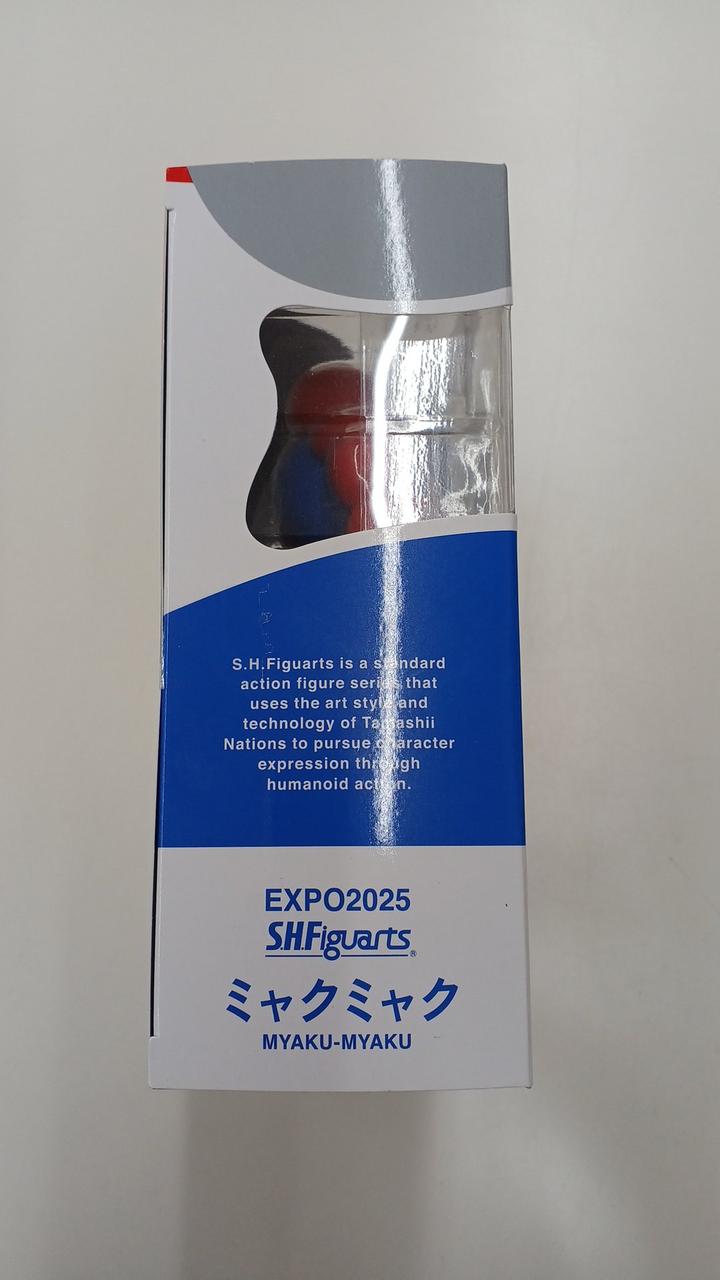 S.H.Figuarts is a standard
action figure series that
uses the art style and
technology of Tamashii
Nations to pursue character
expression through
humanoid action.
EXPO2025
S.H.Figuarts®
ミャクミャク
MYAKU-MYAKU